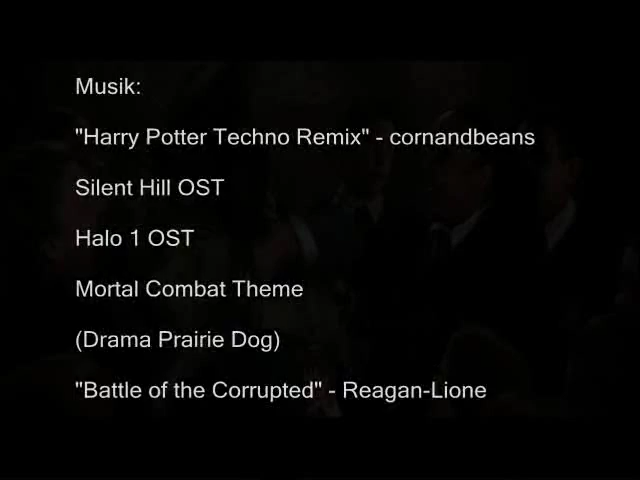 Musik:
"Harry Potter Techno Remix" - cornandbeans
Silent Hill OST
Halo 1 OST
Mortal Combat Theme
(Drama Prairie Dog)
"Battle of the Corrupted" - Reagan-Lione